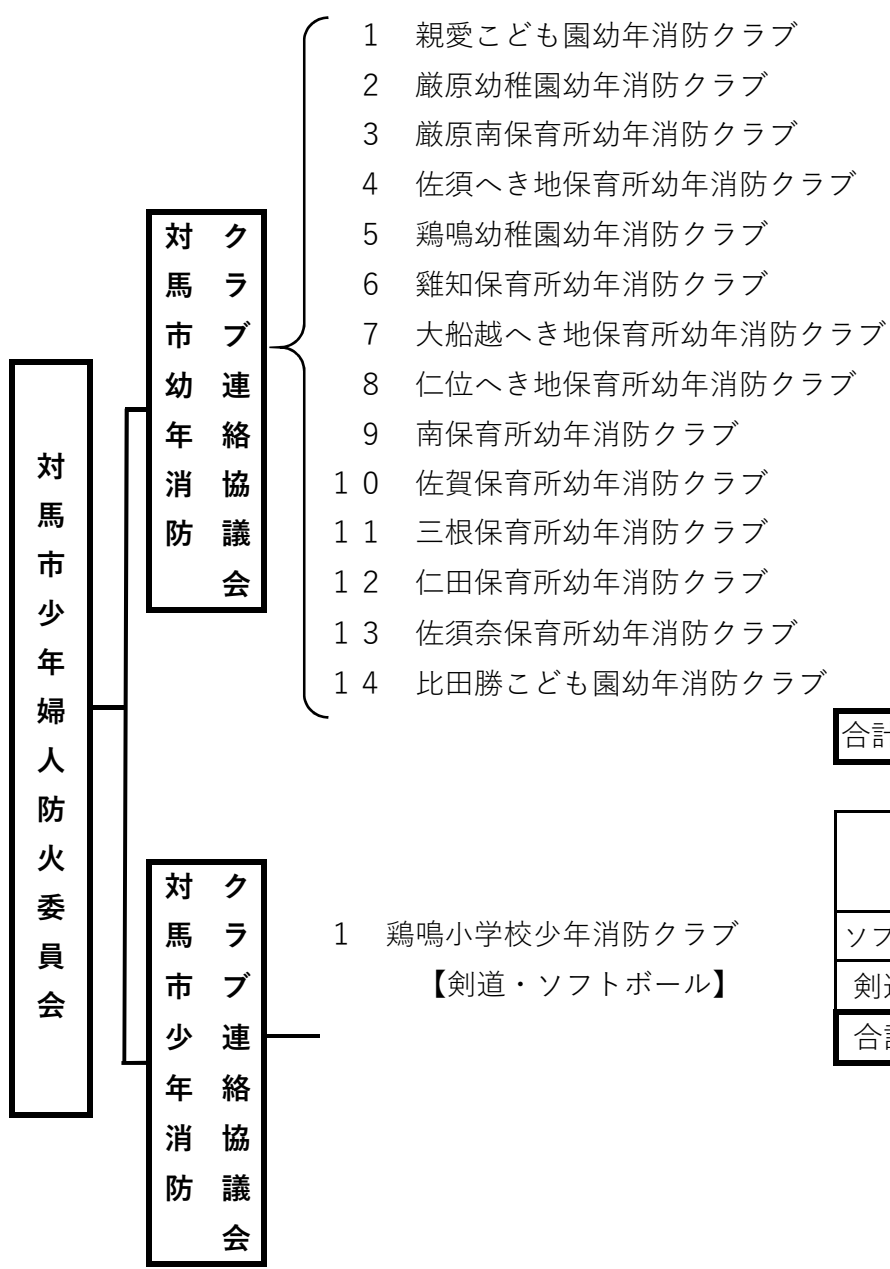 対馬市少年婦人防火委員会
対馬市幼年消防
クラブ連絡協議会
1 親愛こども園幼年消防クラブ
2 厳原幼稚園幼年消防クラブ
3 厳原南保育所幼年消防クラブ
4 佐須へき地保育所幼年消防クラブ
5 鶏鳴幼稚園幼年消防クラブ
6 雞知保育所幼年消防クラブ
7 大船越へき地保育所幼年消防クラブ
8 仁位へき地保育所幼年消防クラブ
9 南保育所幼年消防クラブ
10 佐賀保育所幼年消防クラブ
11 三根保育所幼年消防クラブ
12 仁田保育所幼年消防クラブ
13 佐須奈保育所幼年消防クラブ
14 比田勝こども園幼年消防クラブ
合計
対馬市少年消防
クラブ連絡協議会
1 鶏鳴小学校少年消防クラブ
【剣道・ソフトボール】
ソフ
剣道
合計